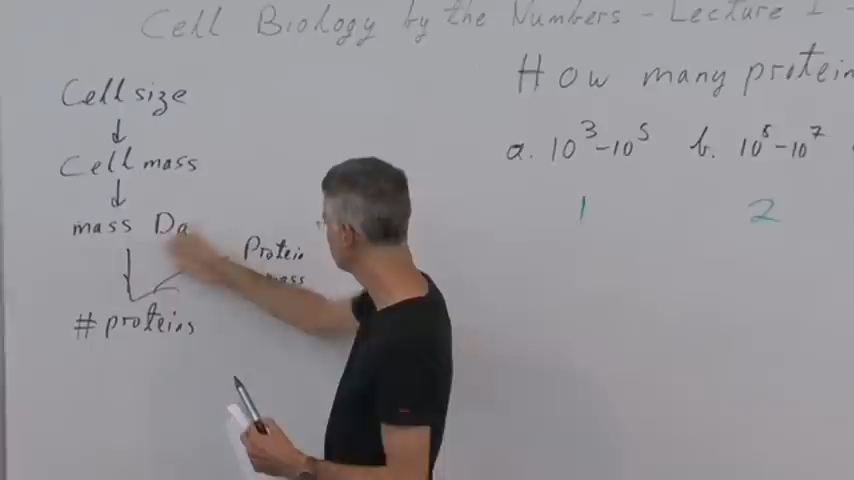 Cell Biology by the Numbers - Lecture 1 -
Cell size
↓
Cell mass
↓
mass Da
Protein
mass
# proteins
How many protein
a. 10³-10⁵ b. 10⁵-10⁷
1 2